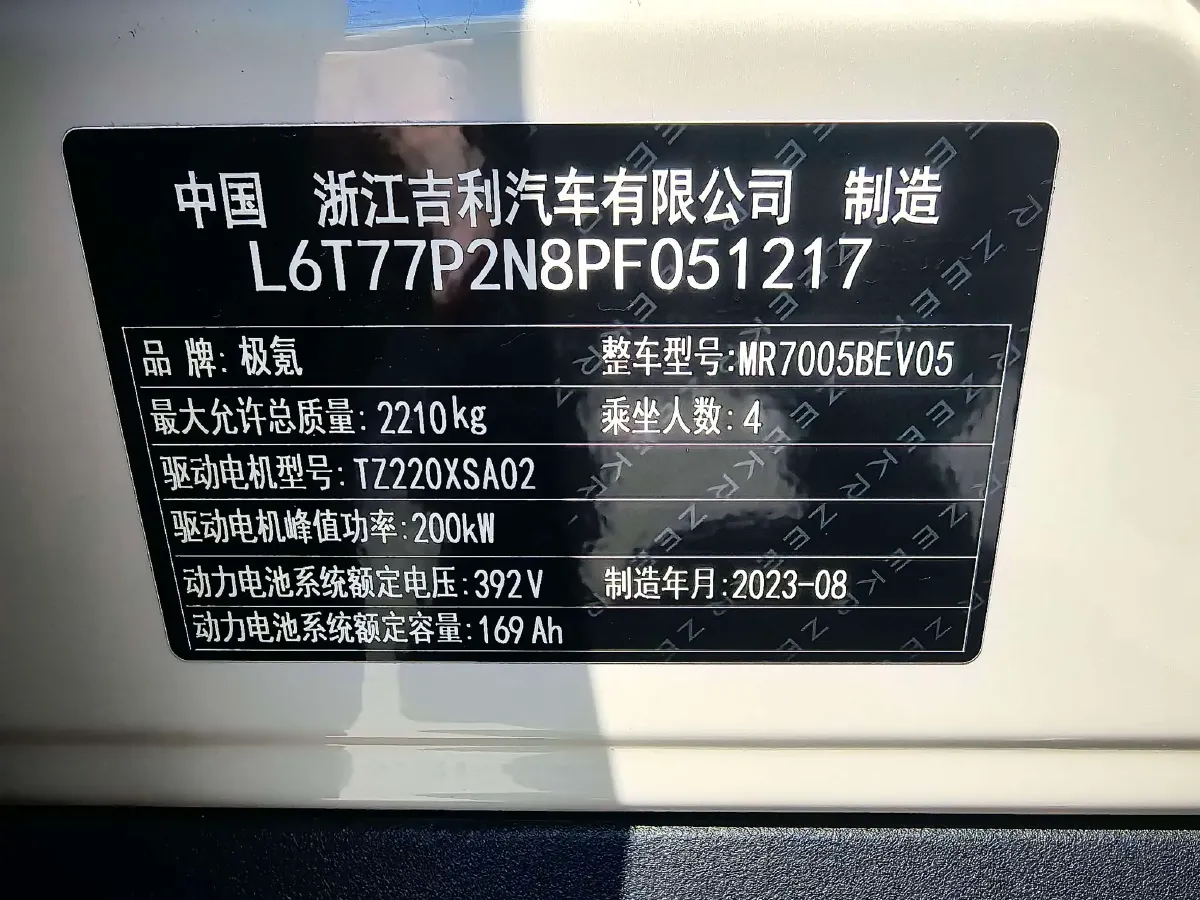 中国 浙江吉利汽车有限公司 制造
L6T77P2N8PF051217
品 牌: 极氪 整车型号:MR7005BEV05
最大允许总质量: 2210kg 乘坐人数: 4
驱动电机型号: TZ220XSA02
驱动电机峰值功率:200kW
动力电池系统额定电压:392V 制造年月:2023-08
动力电池系统额定容量:169Ah
ZEEKR ZEEKR ZEEKR